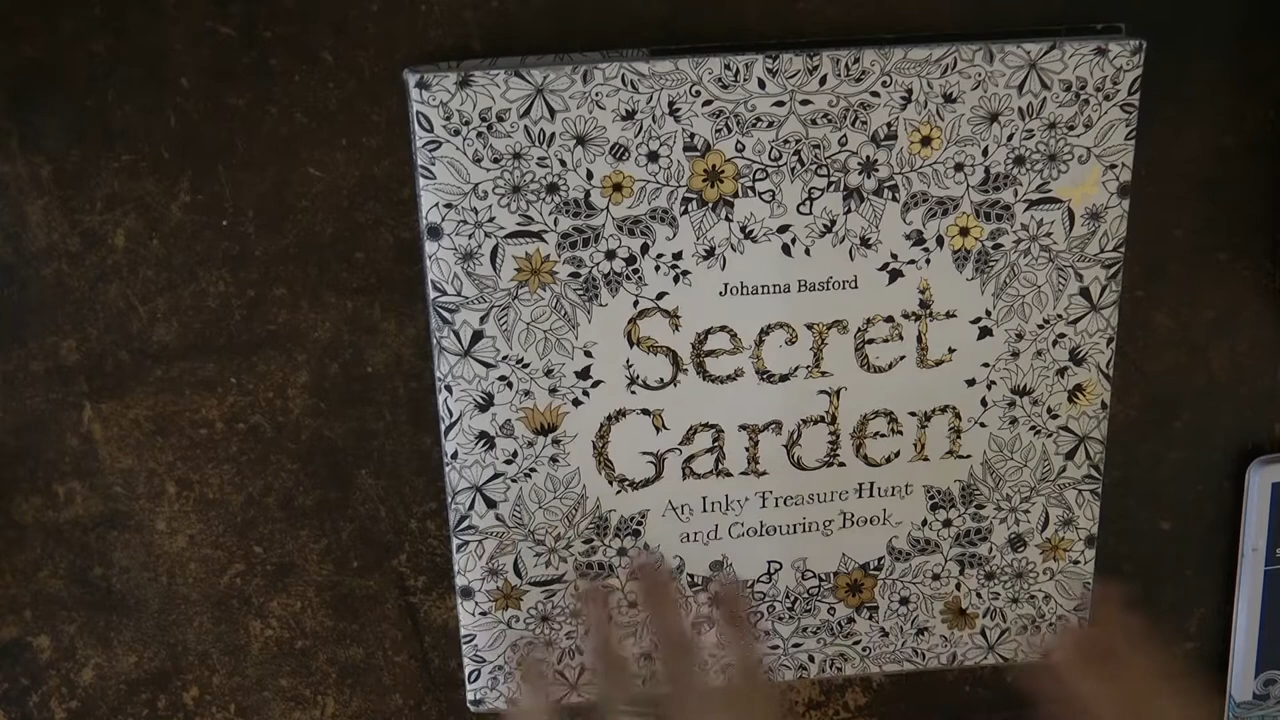 Johanna Basford
Secret
Garden
An Inky Treasure Hunt
and Colouring Book